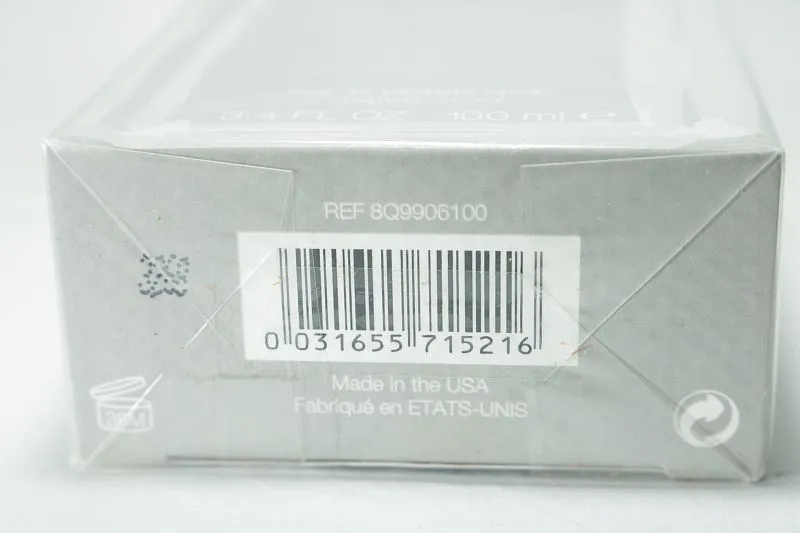 3.4 FL OZ 100 ml e
REF 8Q9906100
0 031655 715216
Made in the USA
Fabriqué en ETATS-UNIS
36M